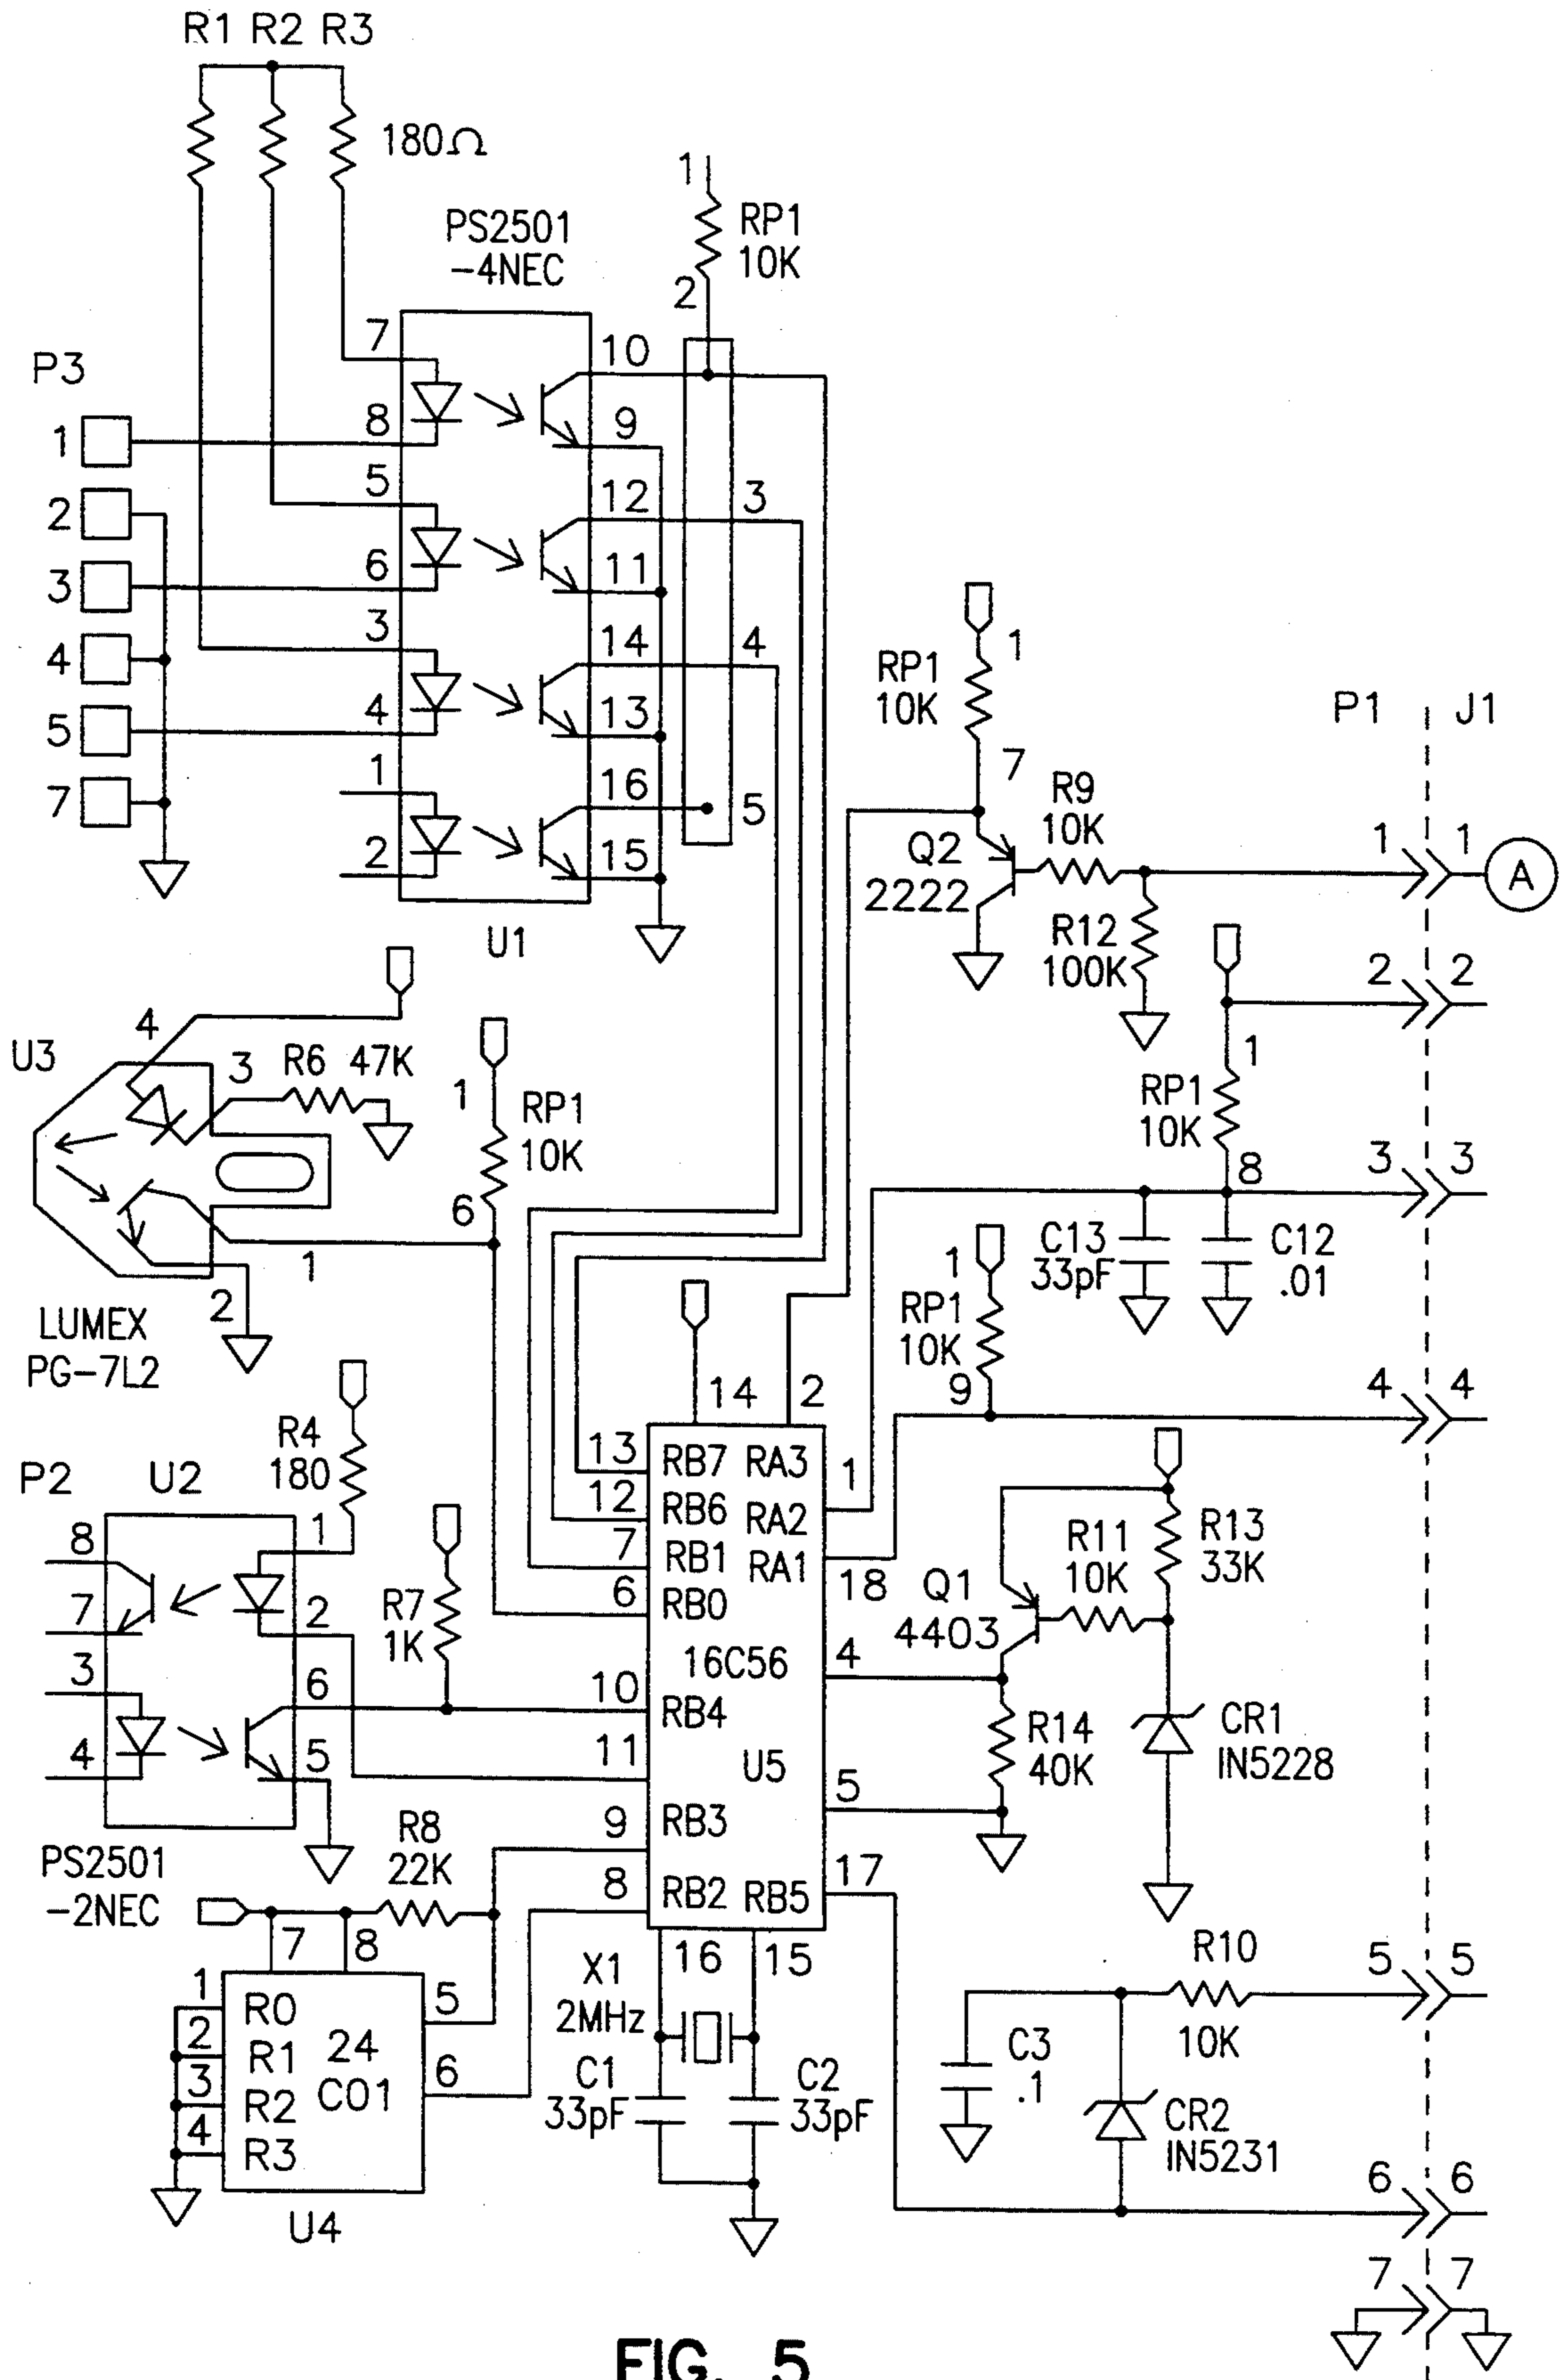 R1 R2 R3
180Ω
PS2501
-4NEC
1
RP1
10K
2
P3
1
2
3
4
5
7
7
8
5
6
3
4
1
2
10
9
12
11
14
13
16
15
3
4
5
U1
1
RP1
10K
7
Q2
2222
R9
10K
R12
100K
P1 J1
1 1
A
2 2
1
RP1
10K
8
3 3
C13
33pF
C12
.01
1
RP1
10K
9
4 4
U3
4
3
R6 47K
1
2
LUMEX
PG-7L2
1
RP1
10K
6
P2 U2
R4
180
8
7
3
4
1
2
6
5
R7
1K
PS2501
-2NEC
14 2
13 RB7 RA3
12 RB6 RA2 1
7 RB1 RA1 18
6 RB0
16C56 4
10 RB4
11 U5 5
9 RB3
8 RB2 RB5 17
16 15
Q1
4403
R11
10K
R13
33K
R14
40K
CR1
IN5228
R8
22K
7 8
1 R0
2 R1
3 R2
4 R3
24
C01
5
6
U4
X1
2MHz
C1
33pF
C2
33pF
R10
10K
5 5
C3
.1
CR2
IN5231
6 6
7 7
FIG. 5